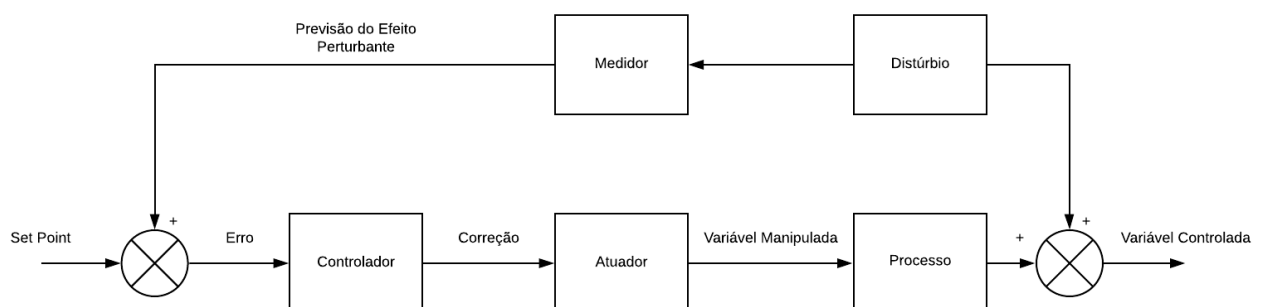 Previsão do Efeito
Perturbante
Medidor
Distúrbio
+
+
Set Point
Erro
Controlador
Correção
Atuador
Variável Manipulada
Processo
+
Variável Controlada